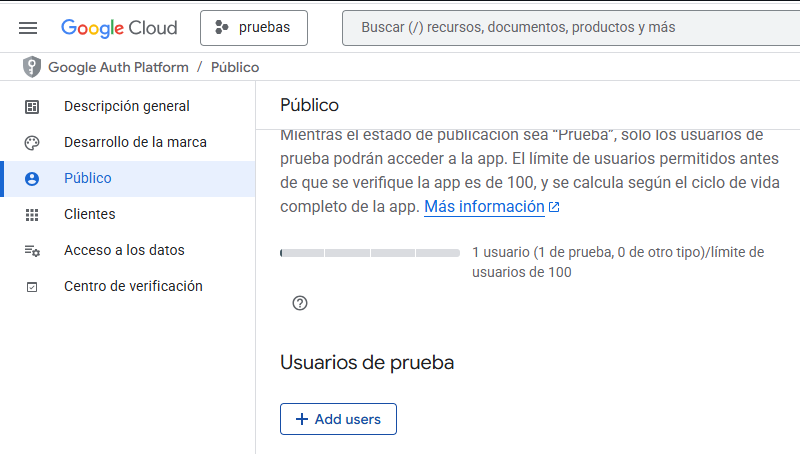 Google Cloud
pruebas
Buscar (/) recursos, documentos, productos y más
Google Auth Platform / Público
Descripción general
Desarrollo de la marca
Público
Clientes
Acceso a los datos
Centro de verificación
Público
Mientras el estado de publicación sea “Prueba”, solo los usuarios de
prueba podrán acceder a la app. El límite de usuarios permitidos antes
de que se verifique la app es de 100, y se calcula según el ciclo de vida
completo de la app. Más información
1 usuario (1 de prueba, 0 de otro tipo)/límite de
usuarios de 100
Usuarios de prueba
+ Add users